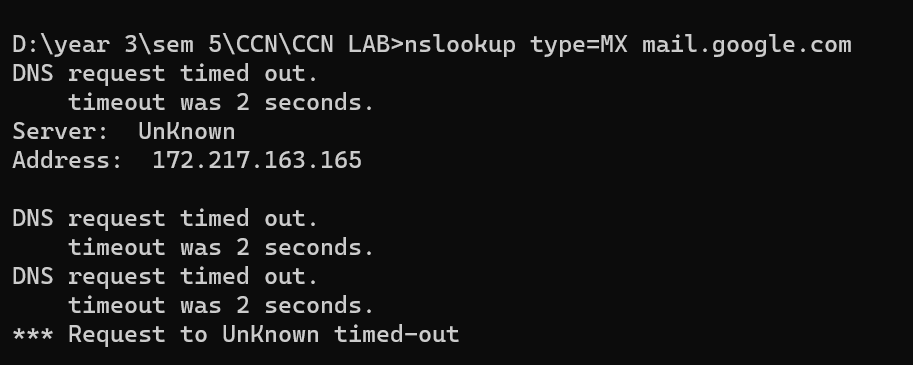 D:\year 3\sem 5\CCN\CCN LAB>nslookup type=MX mail.google.com
DNS request timed out.
    timeout was 2 seconds.
Server:  UnKnown
Address:  172.217.163.165

DNS request timed out.
    timeout was 2 seconds.
DNS request timed out.
    timeout was 2 seconds.
*** Request to UnKnown timed-out